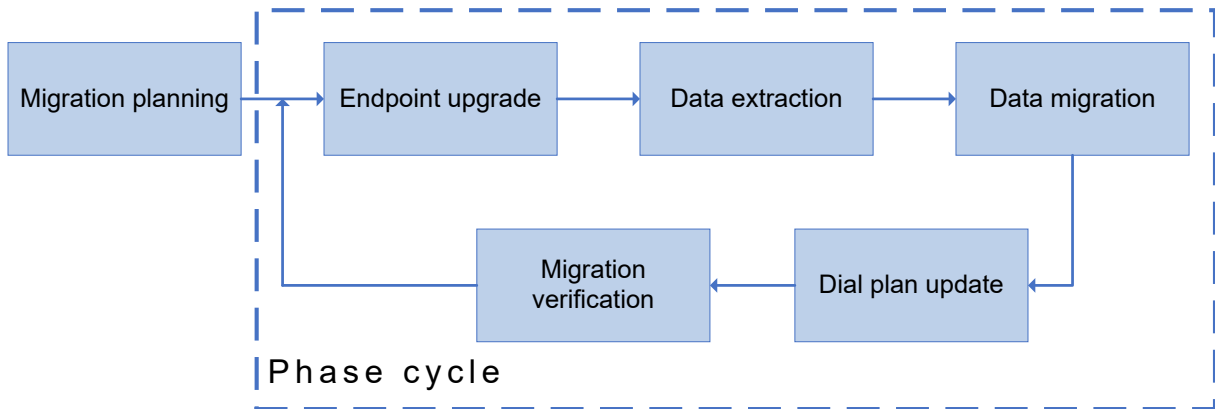 Migration planning
Endpoint upgrade
Data extraction
Data migration
Migration
verification
Dial plan update
Phase cycle